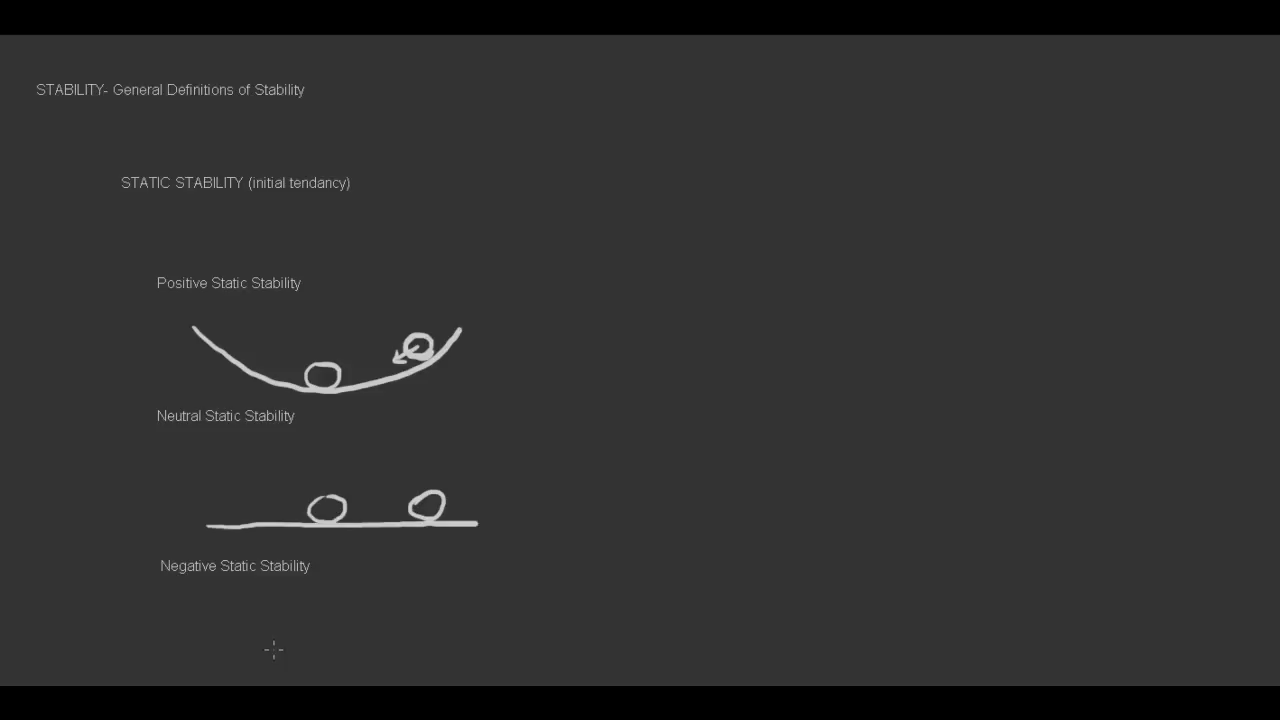 STABILITY- General Definitions of Stability
STATIC STABILITY (initial tendancy)
Positive Static Stability
Neutral Static Stability
Negative Static Stability